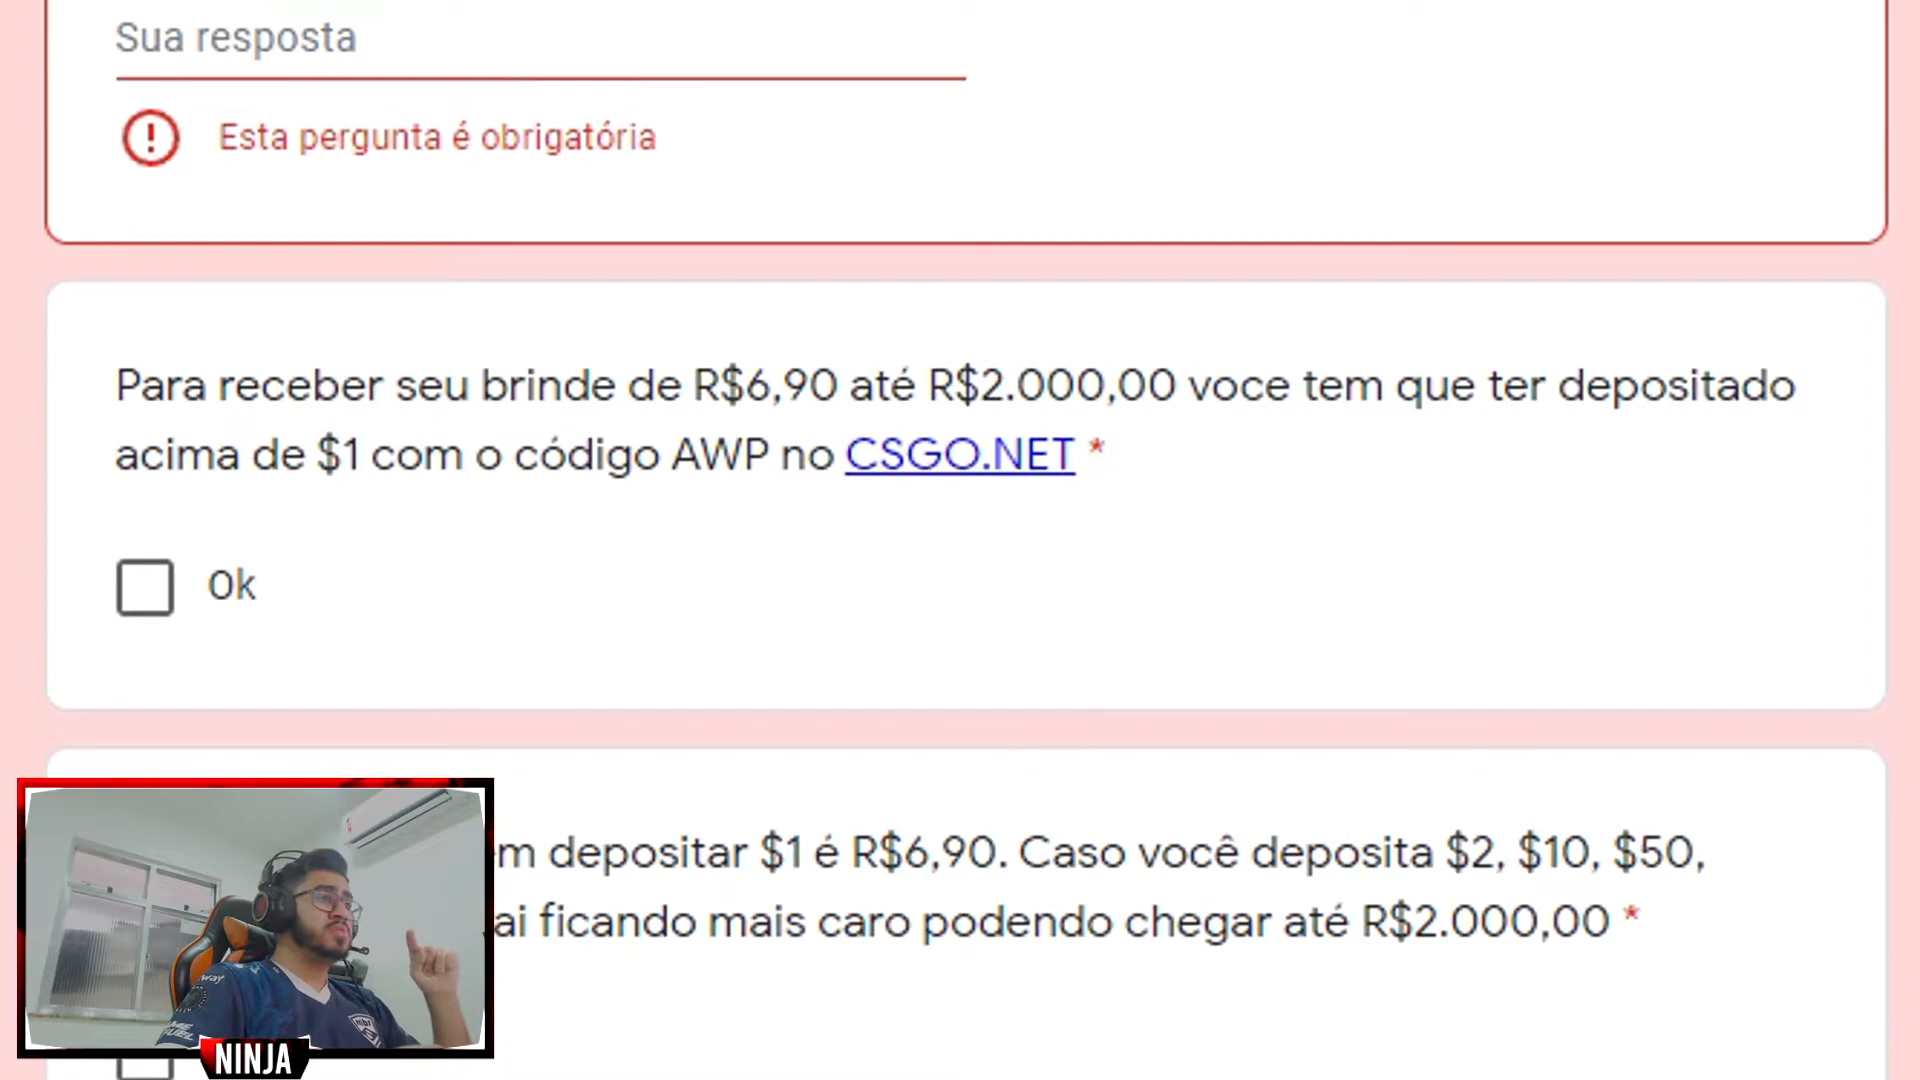 Sua resposta
Esta pergunta é obrigatória
Para receber seu brinde de R$6,90 até R$2.000,00 voce tem que ter depositado
acima de $1 com o código AWP no CSGO.NET *
Ok
depositar $1 é R$6,90. Caso você deposita $2, $10, $50,
ficando mais caro podendo chegar até R$2.000,00 *
NINJA